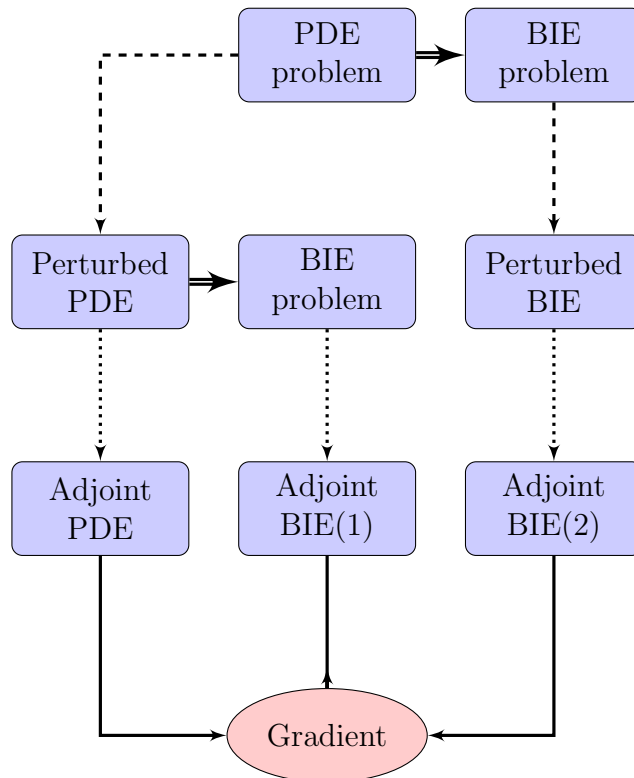 PDE
problem
BIE
problem
Perturbed
PDE
BIE
problem
Perturbed
BIE
Adjoint
PDE
Adjoint
BIE(1)
Adjoint
BIE(2)
Gradient